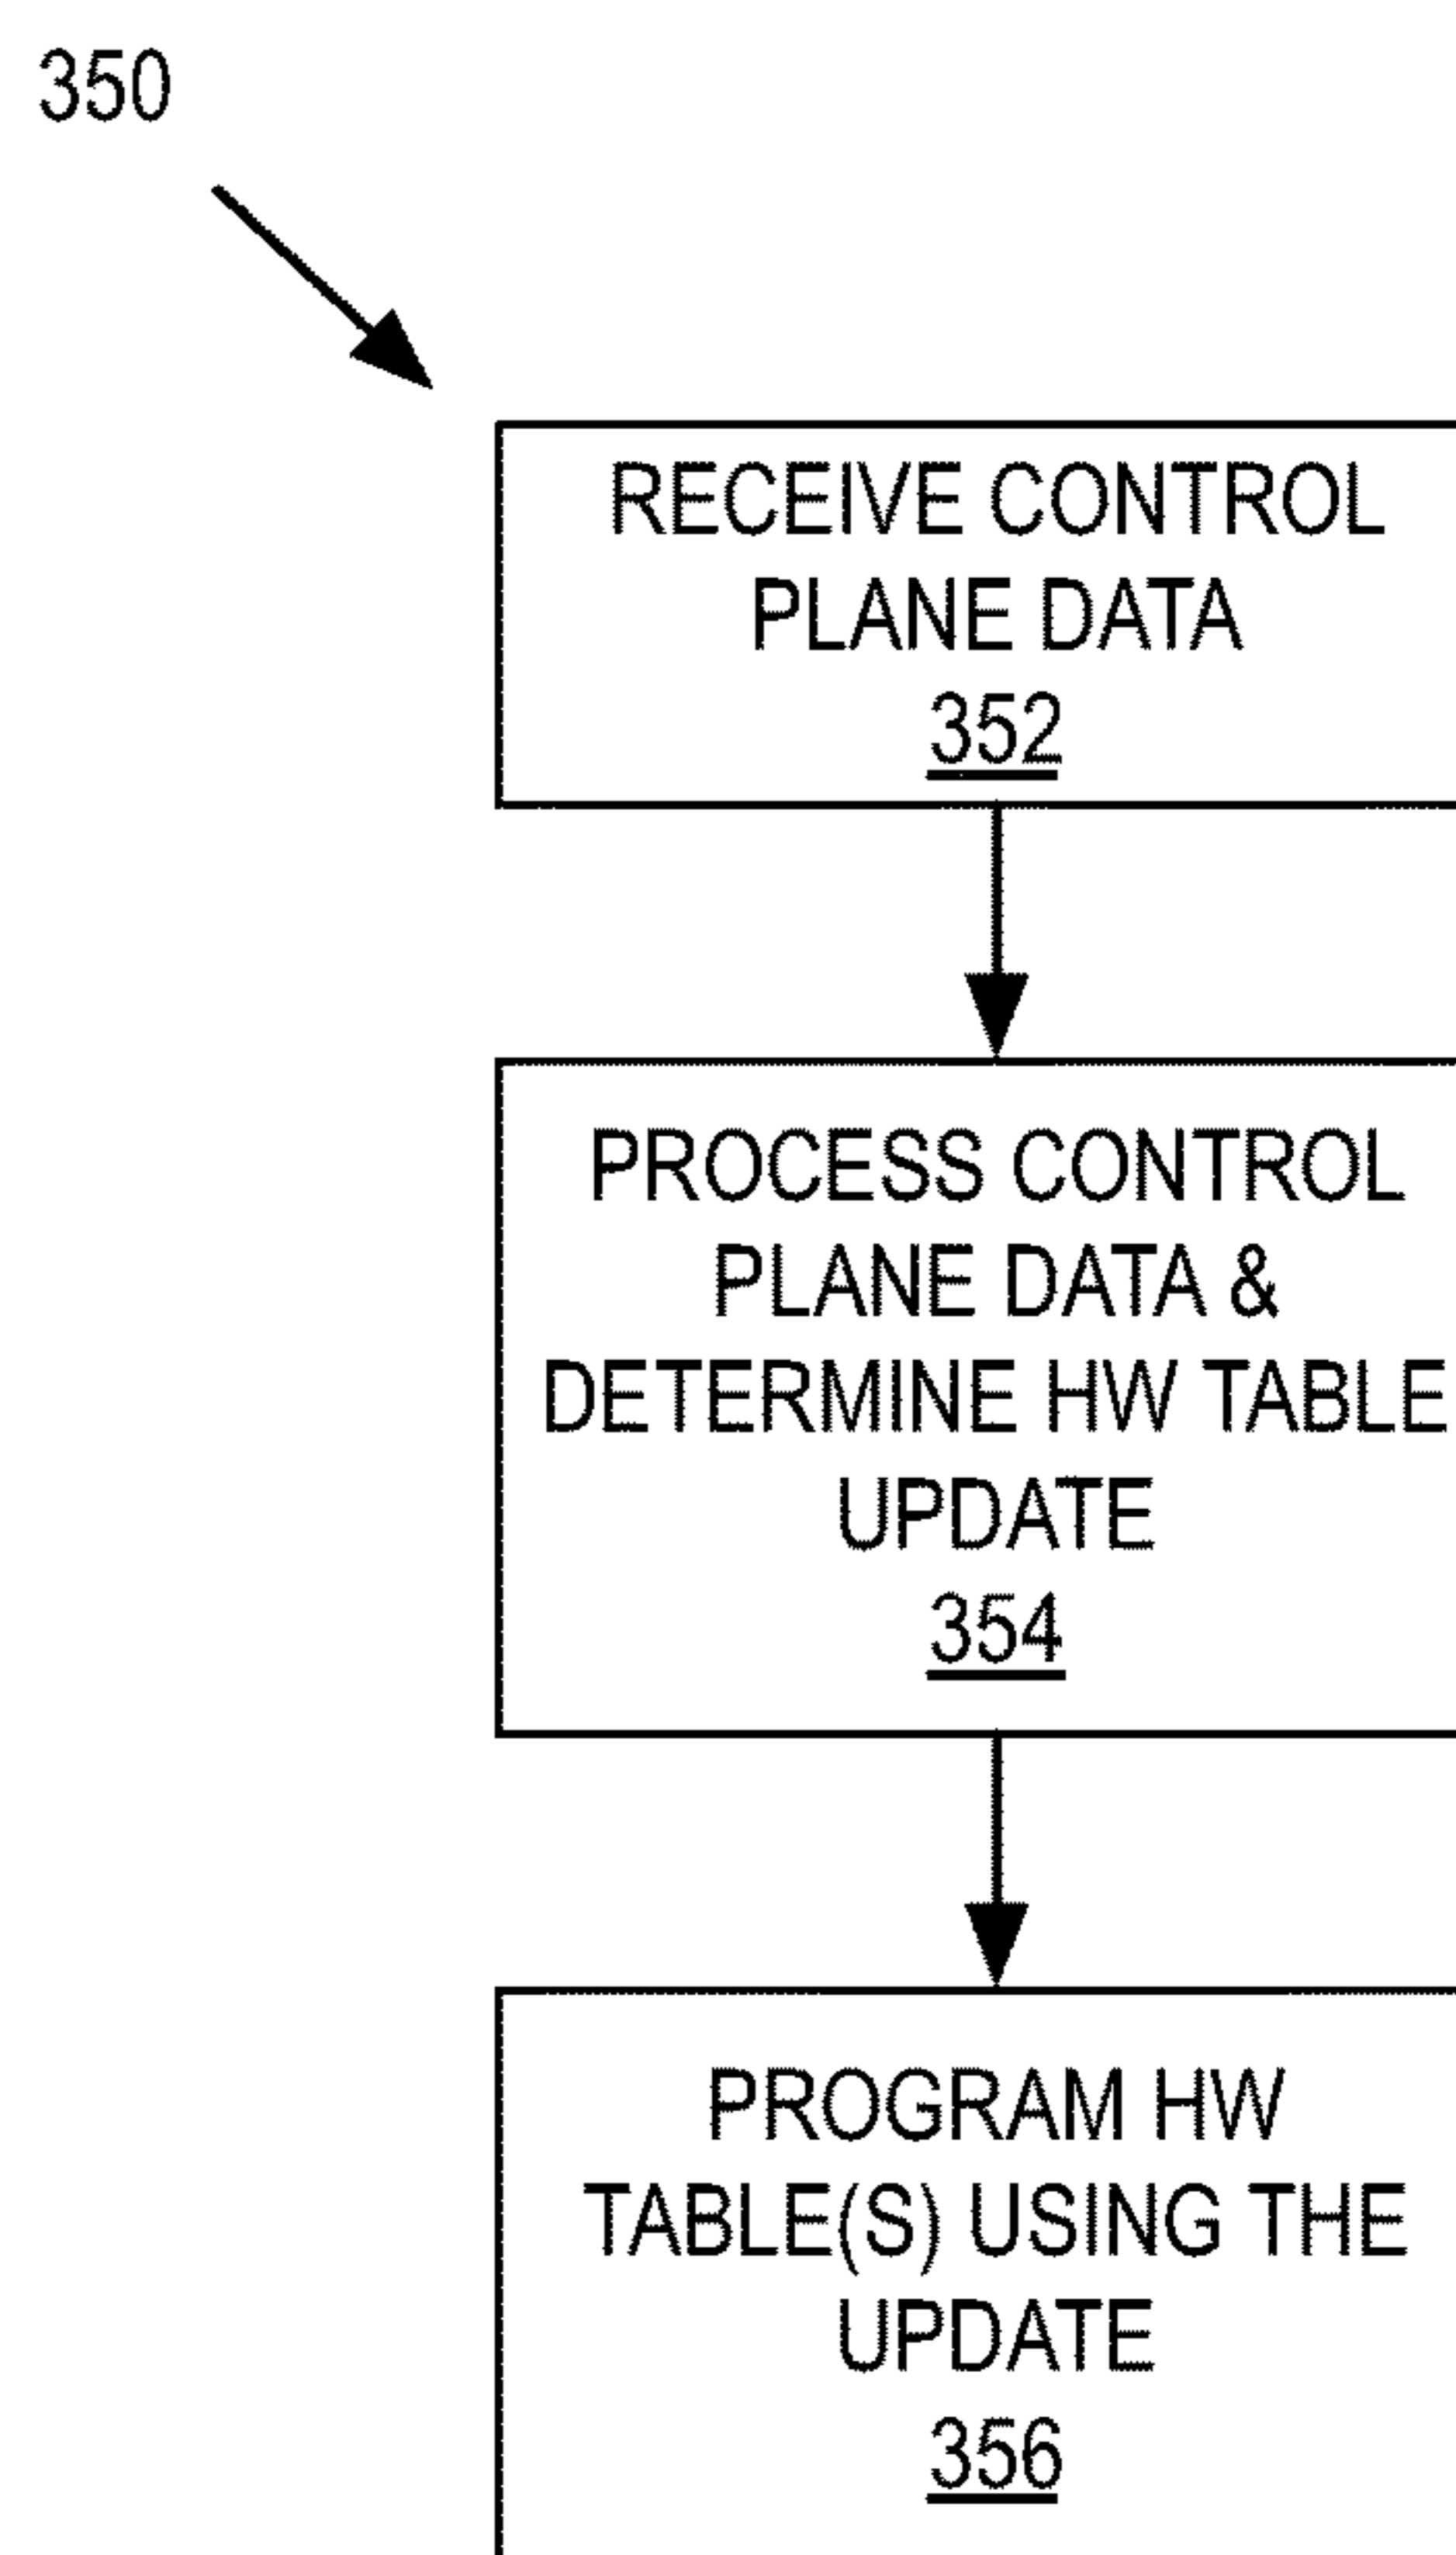 350
RECEIVE CONTROL
PLANE DATA
352
PROCESS CONTROL
PLANE DATA &
DETERMINE HW TABLE
UPDATE
354
PROGRAM HW
TABLE(S) USING THE
UPDATE
356